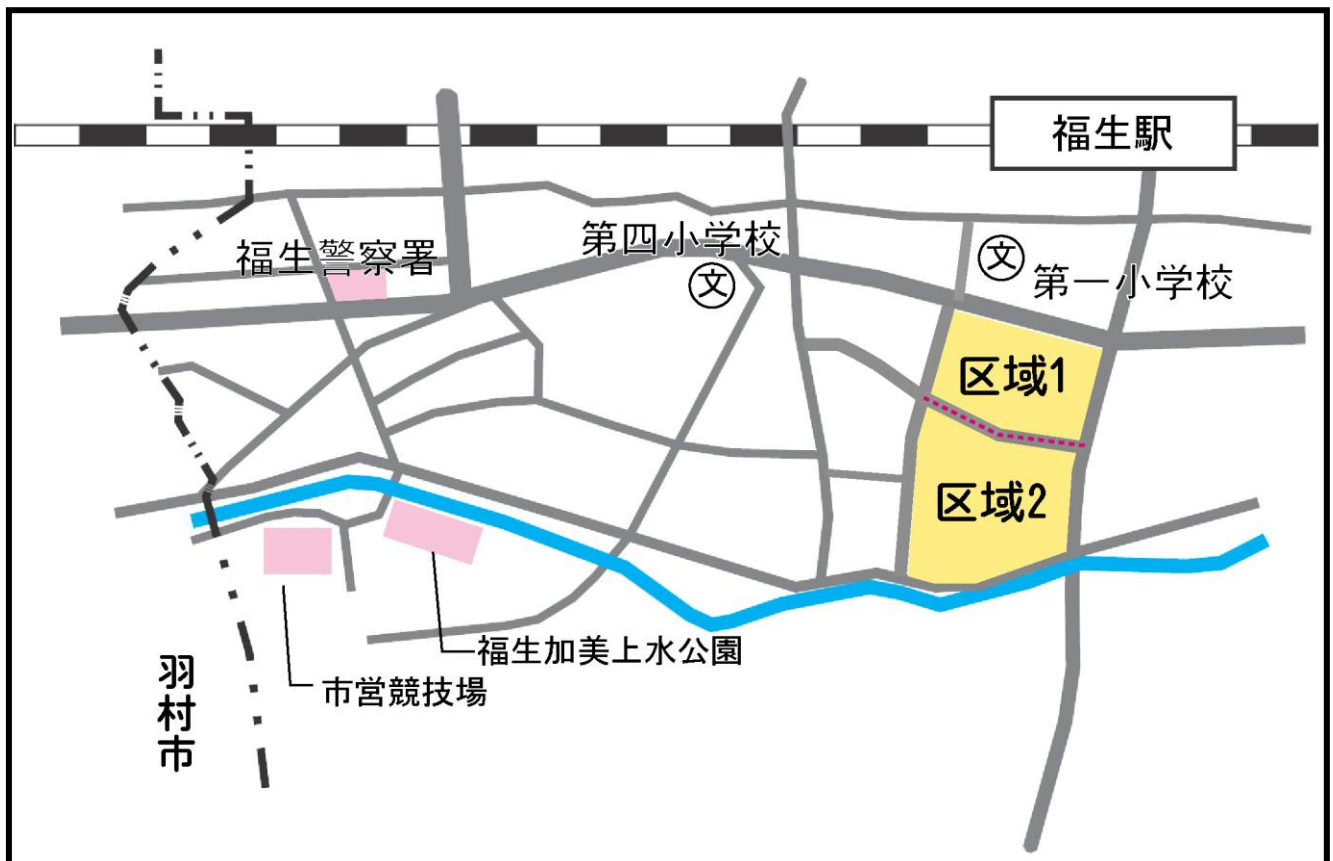 福生駅
第四小学校
福生警察署
文
第一小学校
文
区域1
区域2
福生加美上水公園
市営競技場
羽村市